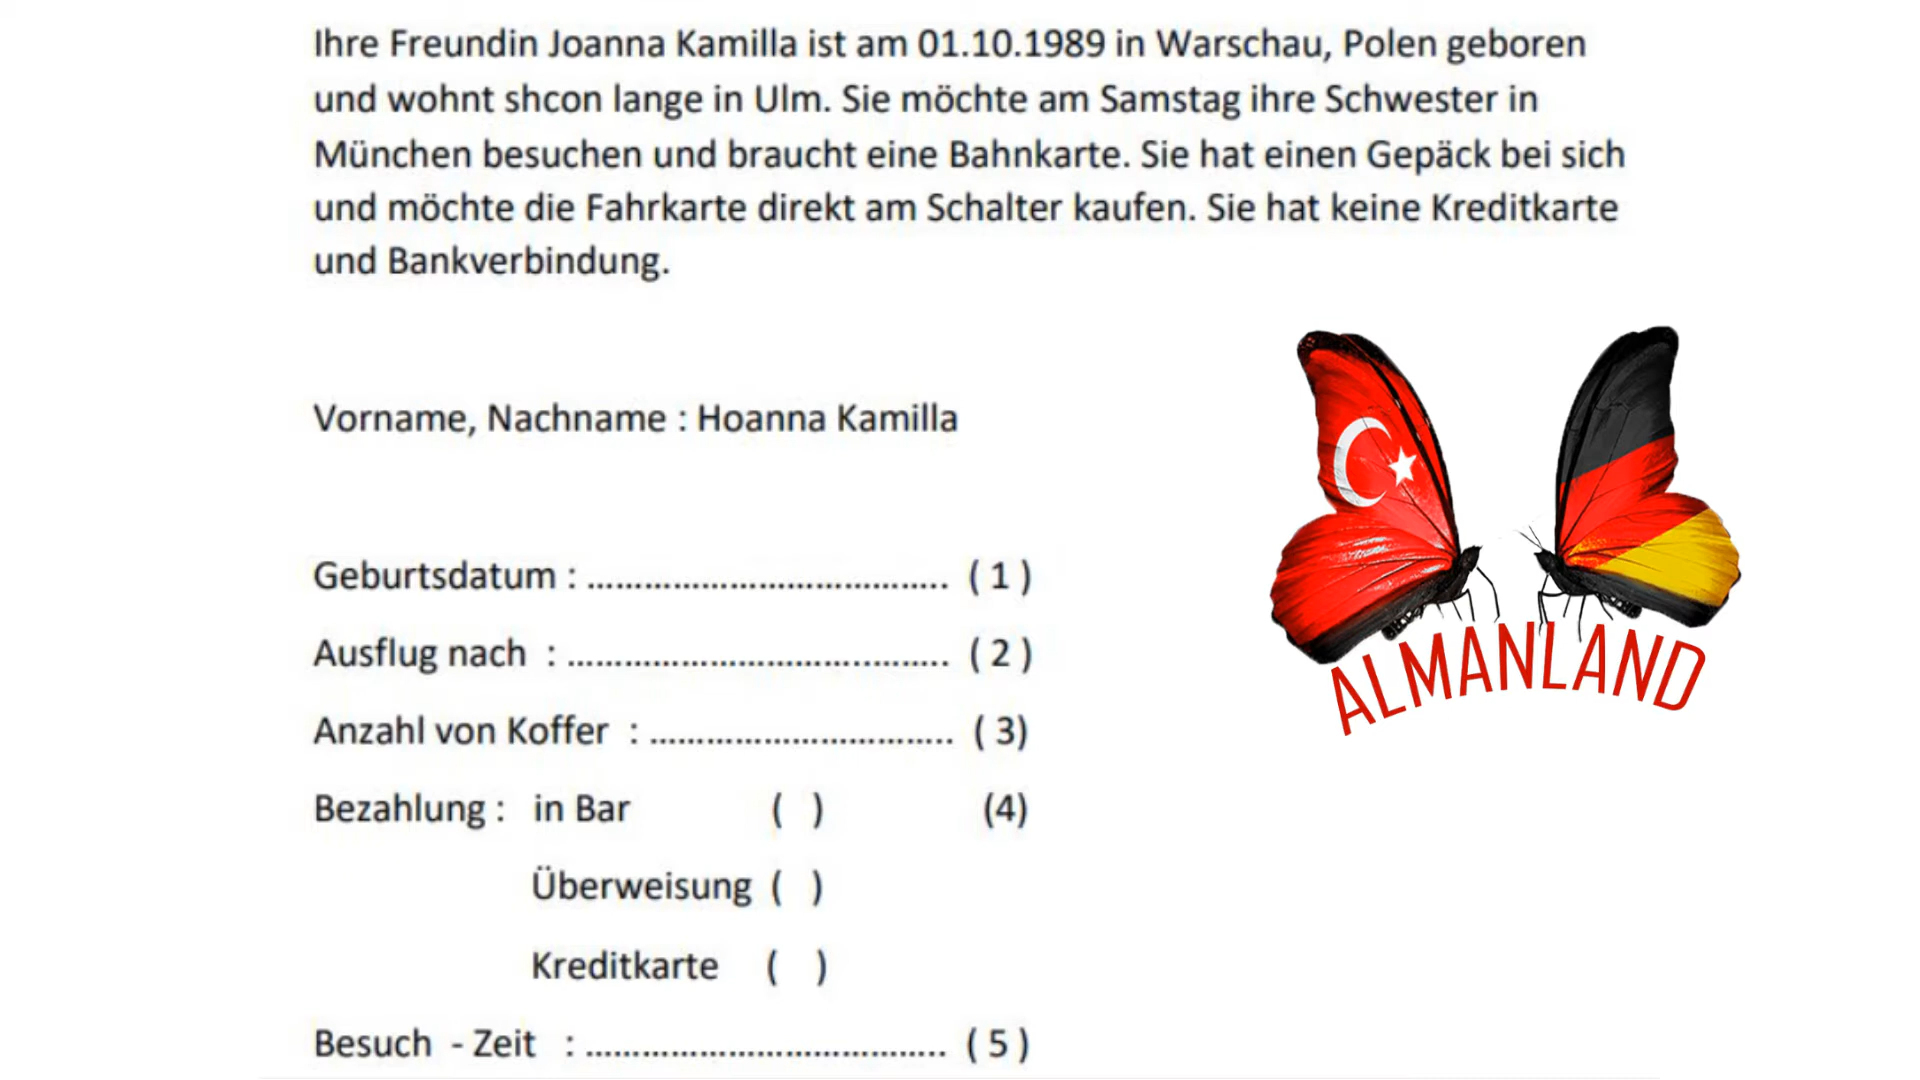 Ihre Freundin Joanna Kamilla ist am 01.10.1989 in Warschau, Polen geboren
und wohnt shcon lange in Ulm. Sie möchte am Samstag ihre Schwester in
München besuchen und braucht eine Bahnkarte. Sie hat einen Gepäck bei sich
und möchte die Fahrkarte direkt am Schalter kaufen. Sie hat keine Kreditkarte
und Bankverbindung.
Vorname, Nachname : Hoanna Kamilla
Geburtsdatum : ...................................... ( 1 )
Ausflug nach : ........................................ ( 2 )
Anzahl von Koffer : ................................ ( 3)
Bezahlung : in Bar ( ) (4)
Überweisung ( )
Kreditkarte ( )
Besuch - Zeit : ...................................... ( 5 )
ALMANLAND